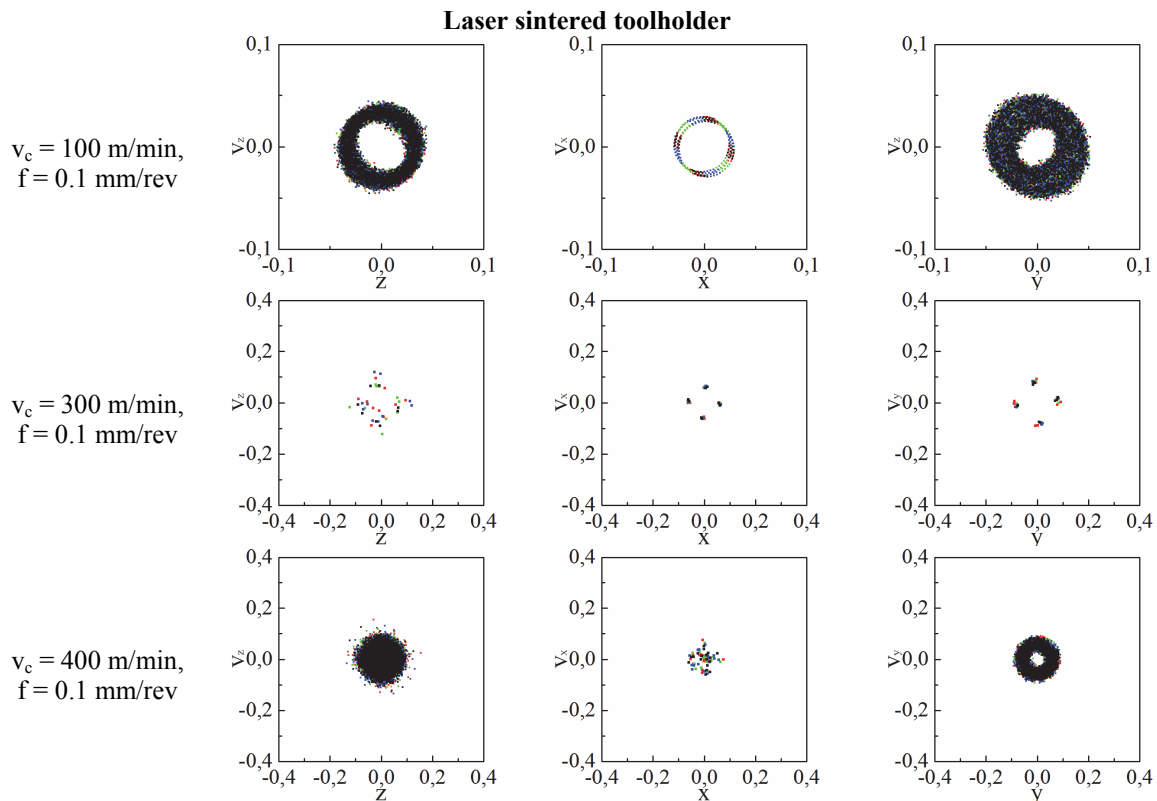 Laser sintered toolholder
v_c = 100 m/min,
f = 0.1 mm/rev
0,1
V_z
0,0
-0,1
-0,1 0,0 0,1
z
0,1
V_x
0,0
-0,1
-0,1 0,0 0,1
x
0,1
V_z
0,0
-0,1
-0,1 0,0 0,1
y
v_c = 300 m/min,
f = 0.1 mm/rev
0,4
0,2
V_z
0,0
-0,2
-0,4
-0,4 -0,2 0,0 0,2 0,4
z
0,4
0,2
V_x
0,0
-0,2
-0,4
-0,4 -0,2 0,0 0,2 0,4
x
0,4
0,2
V_y
0,0
-0,2
-0,4
-0,4 -0,2 0,0 0,2 0,4
y
v_c = 400 m/min,
f = 0.1 mm/rev
0,4
0,2
V_z
0,0
-0,2
-0,4
-0,4 -0,2 0,0 0,2 0,4
z
0,4
0,2
V_x
0,0
-0,2
-0,4
-0,4 -0,2 0,0 0,2 0,4
x
0,4
0,2
V_y
0,0
-0,2
-0,4
-0,4 -0,2 0,0 0,2 0,4
y